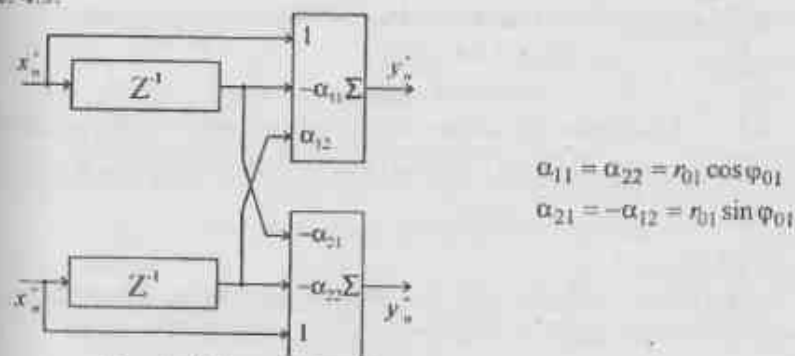 1
x'ₙ
Z⁻¹
-α₁₁ Σ
y'ₙ
α₁₂
α₁₁ = α₂₂ = r₀₁ cos φ₀₁
α₂₁ = -α₁₂ = r₀₁ sin φ₀₁
-α₂₁
Z⁻¹
-α₂₂ Σ
x"ₙ
y"ₙ
1